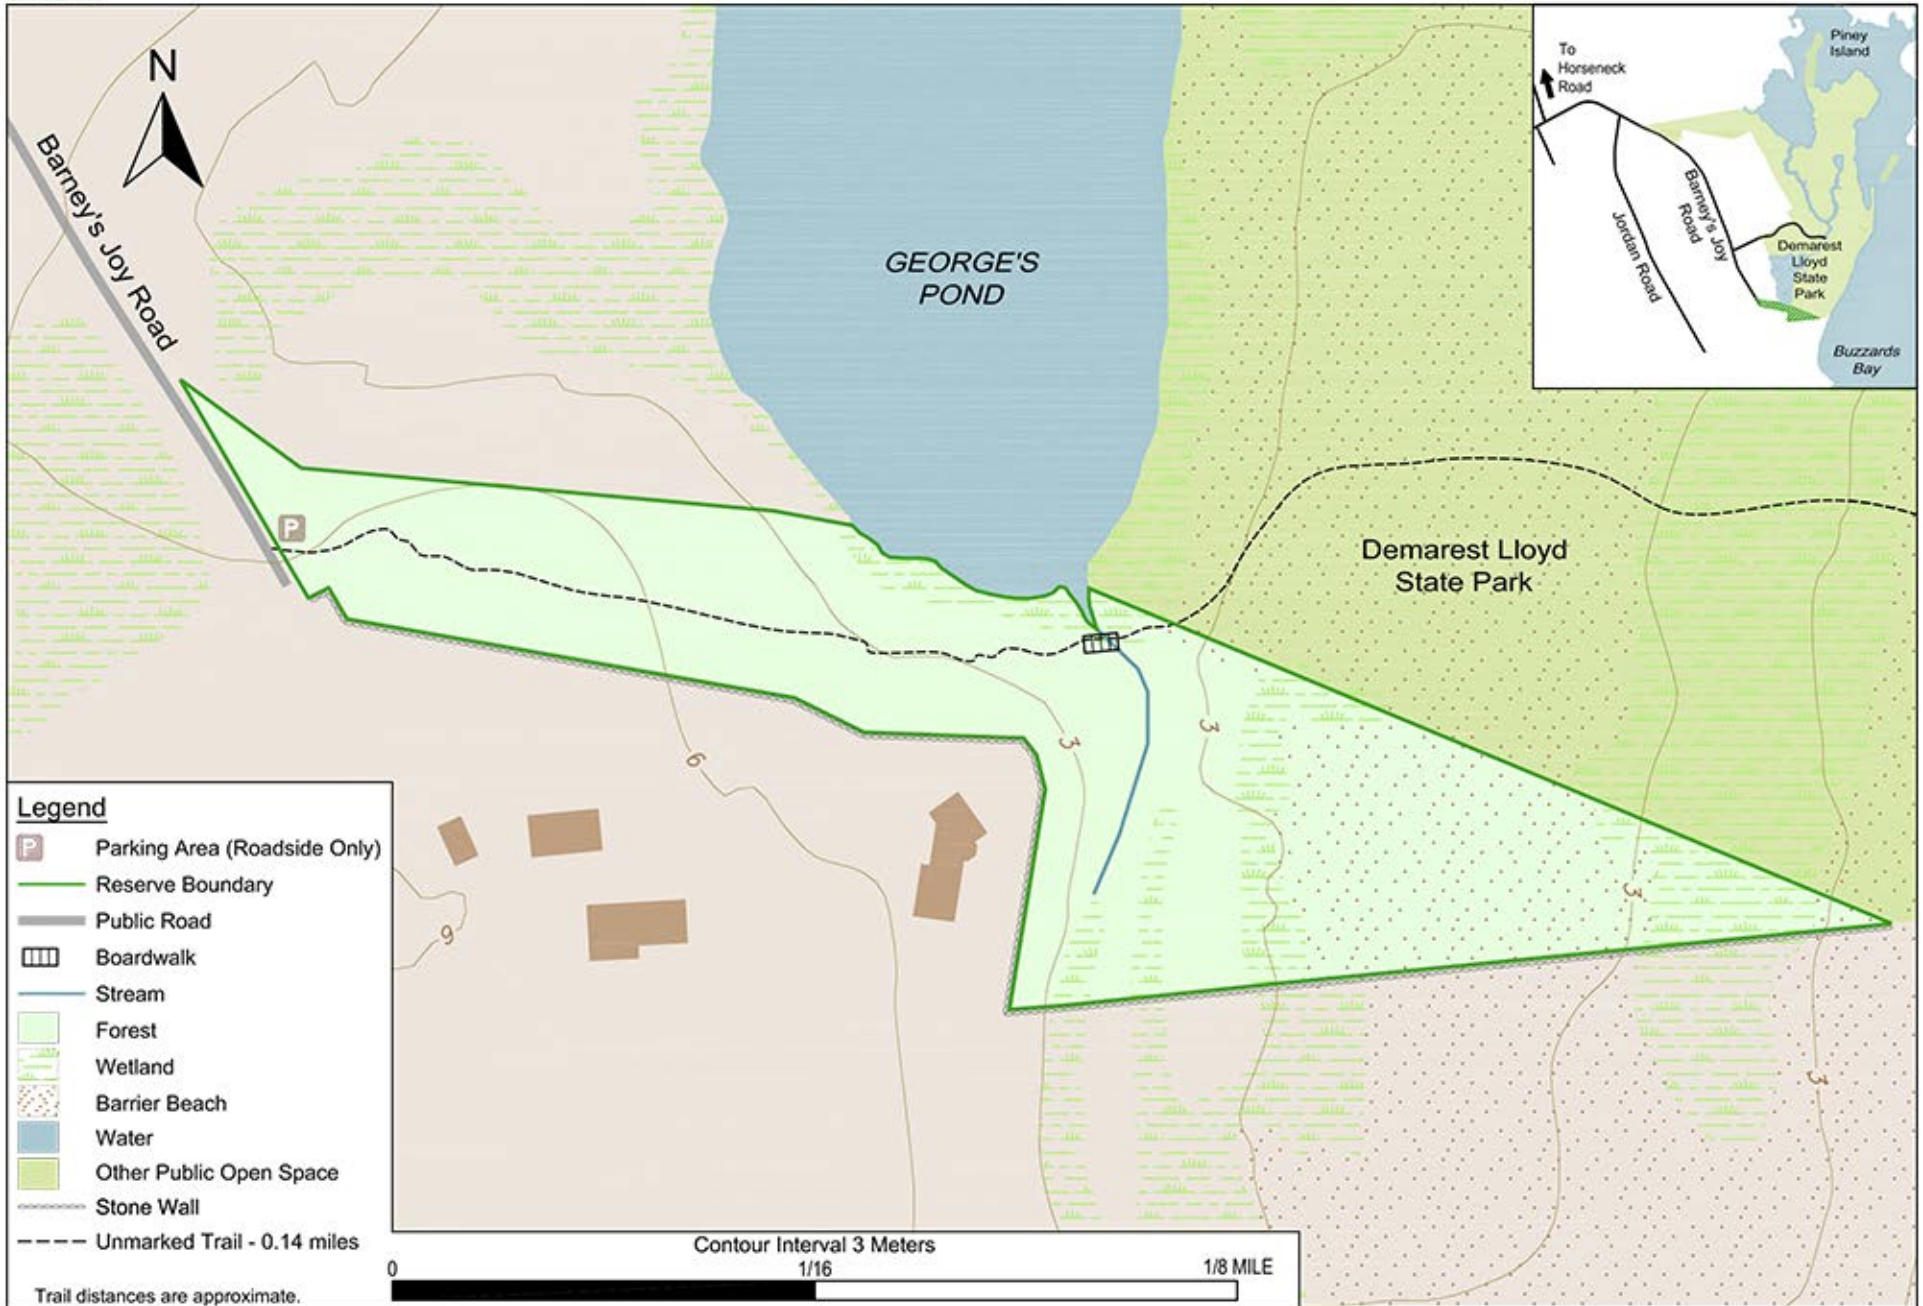 N
Barney's Joy Road
P
GEORGE'S
POND
Demarest Lloyd
State Park
3
3
6
6
3
3
To
Horseneck
Road
Piney
Island
Barney's Joy
Road
Jordan Road
Demarest
Lloyd
State
Park
Buzzards
Bay
Legend
P Parking Area (Roadside Only)
Reserve Boundary
Public Road
Boardwalk
Stream
Forest
Wetland
Barrier Beach
Water
Other Public Open Space
Stone Wall
Unmarked Trail - 0.14 miles
Trail distances are approximate.
Contour Interval 3 Meters
0 1/16 1/8 MILE